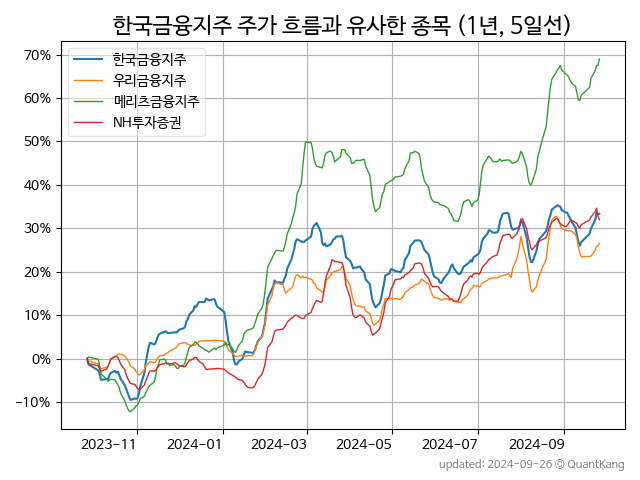 한국금융지주 주가 흐름과 유사한 종목 (1년, 5일선)
한국금융지주
우리금융지주
메리츠금융지주
NH투자증권
70%
60%
50%
40%
30%
20%
10%
0%
−10%
2023-11
2024-01
2024-03
2024-05
2024-07
2024-09
updated: 2024-09-26 © QuantKang